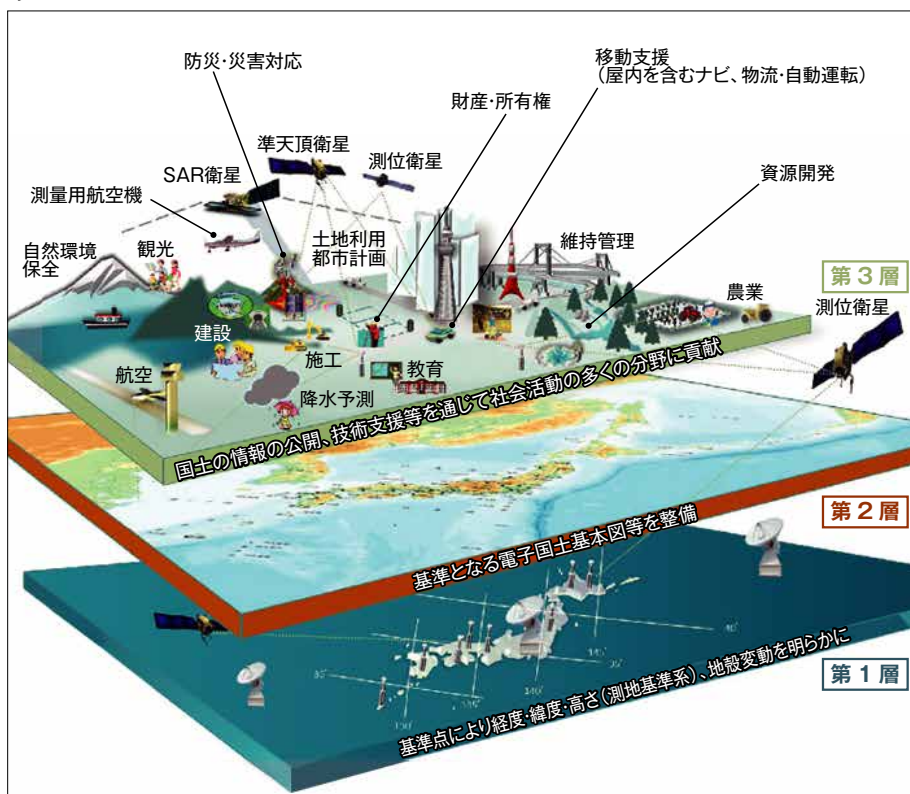 防災・災害対応
移動支援
(屋内を含むナビ、物流・自動運転)
財産・所有権
準天頂衛星
測位衛星
SAR衛星
資源開発
測量用航空機
土地利用
都市計画
維持管理
自然環境
保全
観光
第3層
農業
測位衛星
建設
施工
航空
教育
降水予測
国土の情報の公開、技術支援等を通じて社会活動の多くの分野に貢献
第2層
基準となる電子国土基本図等を整備
第1層
基準点により経度・緯度・高さ(測地基準系)、地殻変動を明らかに